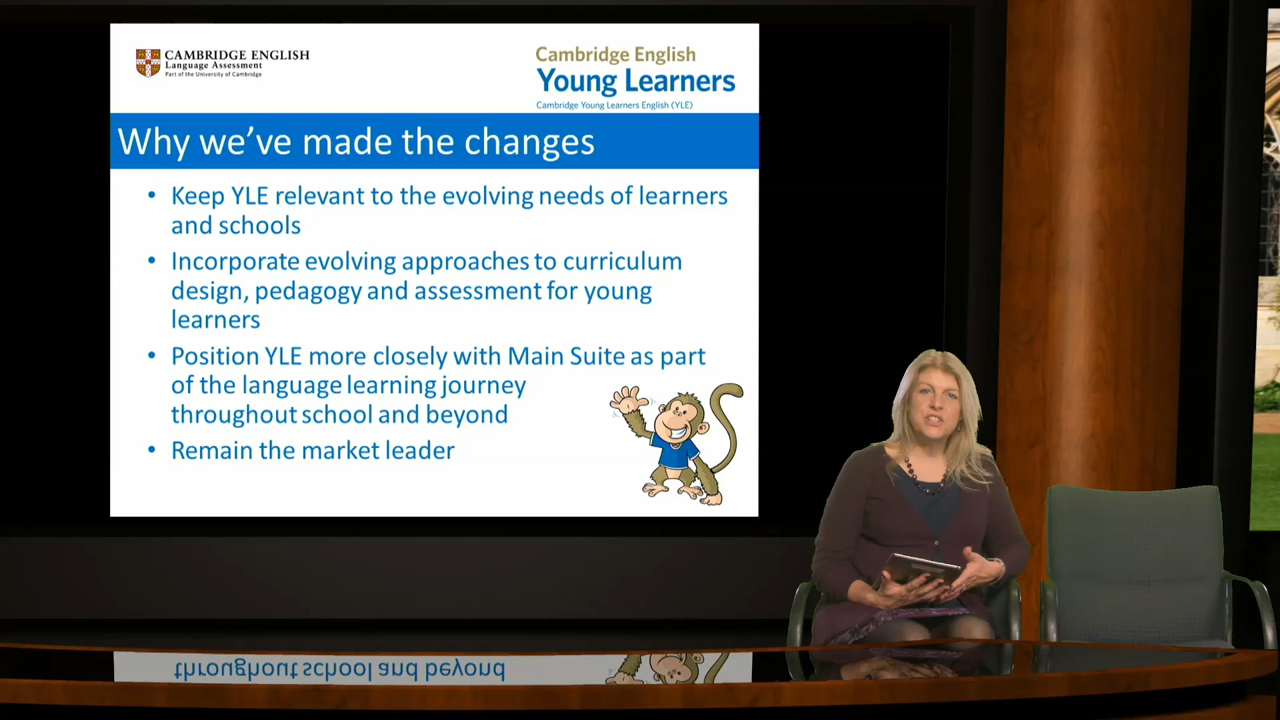 CAMBRIDGE ENGLISH
Language Assessment
Part of the University of Cambridge
Cambridge English
Young Learners
Cambridge Young Learners English (YLE)
Why we've made the changes
• Keep YLE relevant to the evolving needs of learners
and schools
• Incorporate evolving approaches to curriculum
design, pedagogy and assessment for young
learners
• Position YLE more closely with Main Suite as part
of the language learning journey
throughout school and beyond
• Remain the market leader
throughout school and beyond